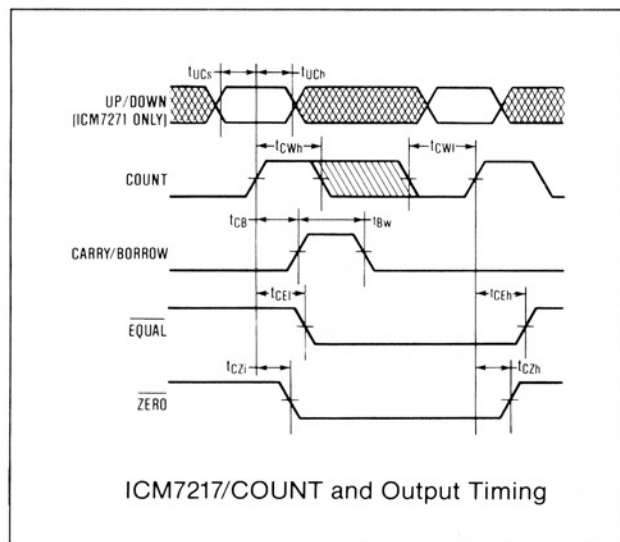 tUCs tUCh
UP/DOWN
(ICM7271 ONLY)
tCWh tCWl
COUNT
tCB tBw
CARRY/BORROW
tCEl tCEh
EQUAL
tCZl tCZh
ZERO
ICM7217/COUNT and Output Timing